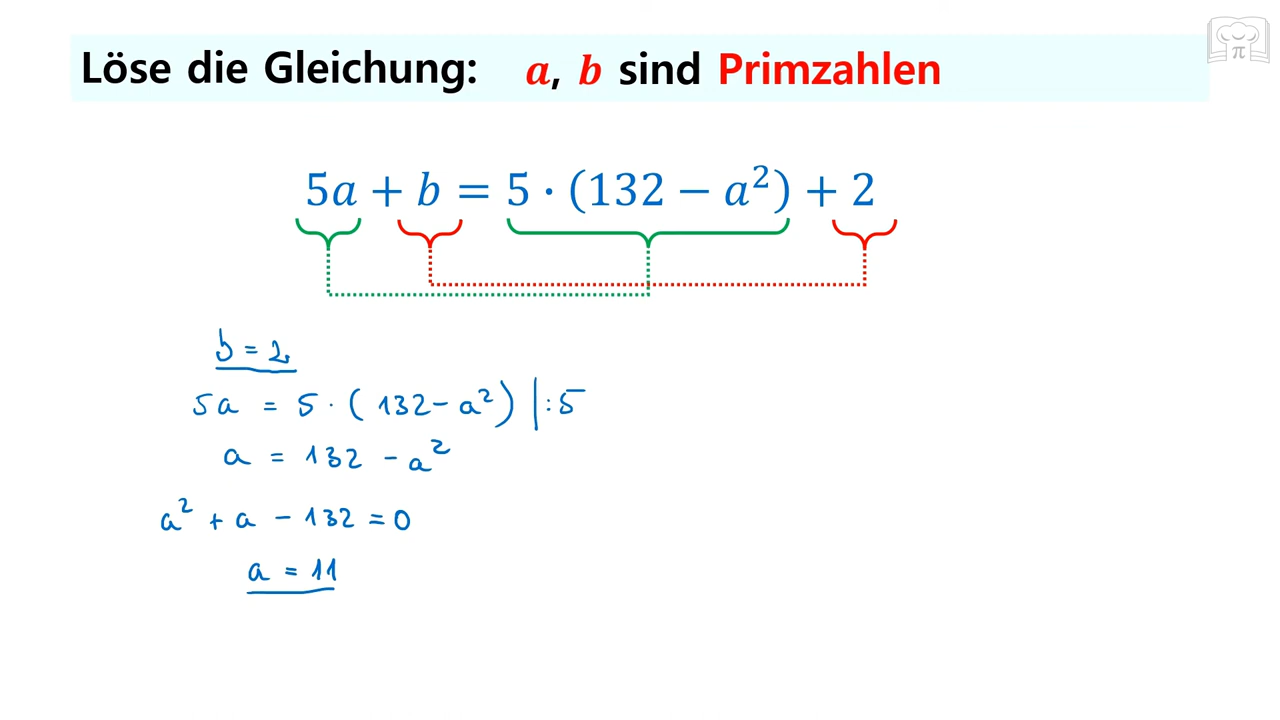 Löse die Gleichung: a, b sind Primzahlen
5a + b = 5 · (132 − a²) + 2
b = 2
5a = 5 · (132 − a²) | :5
a = 132 − a²
a² + a − 132 = 0
a = 11
π